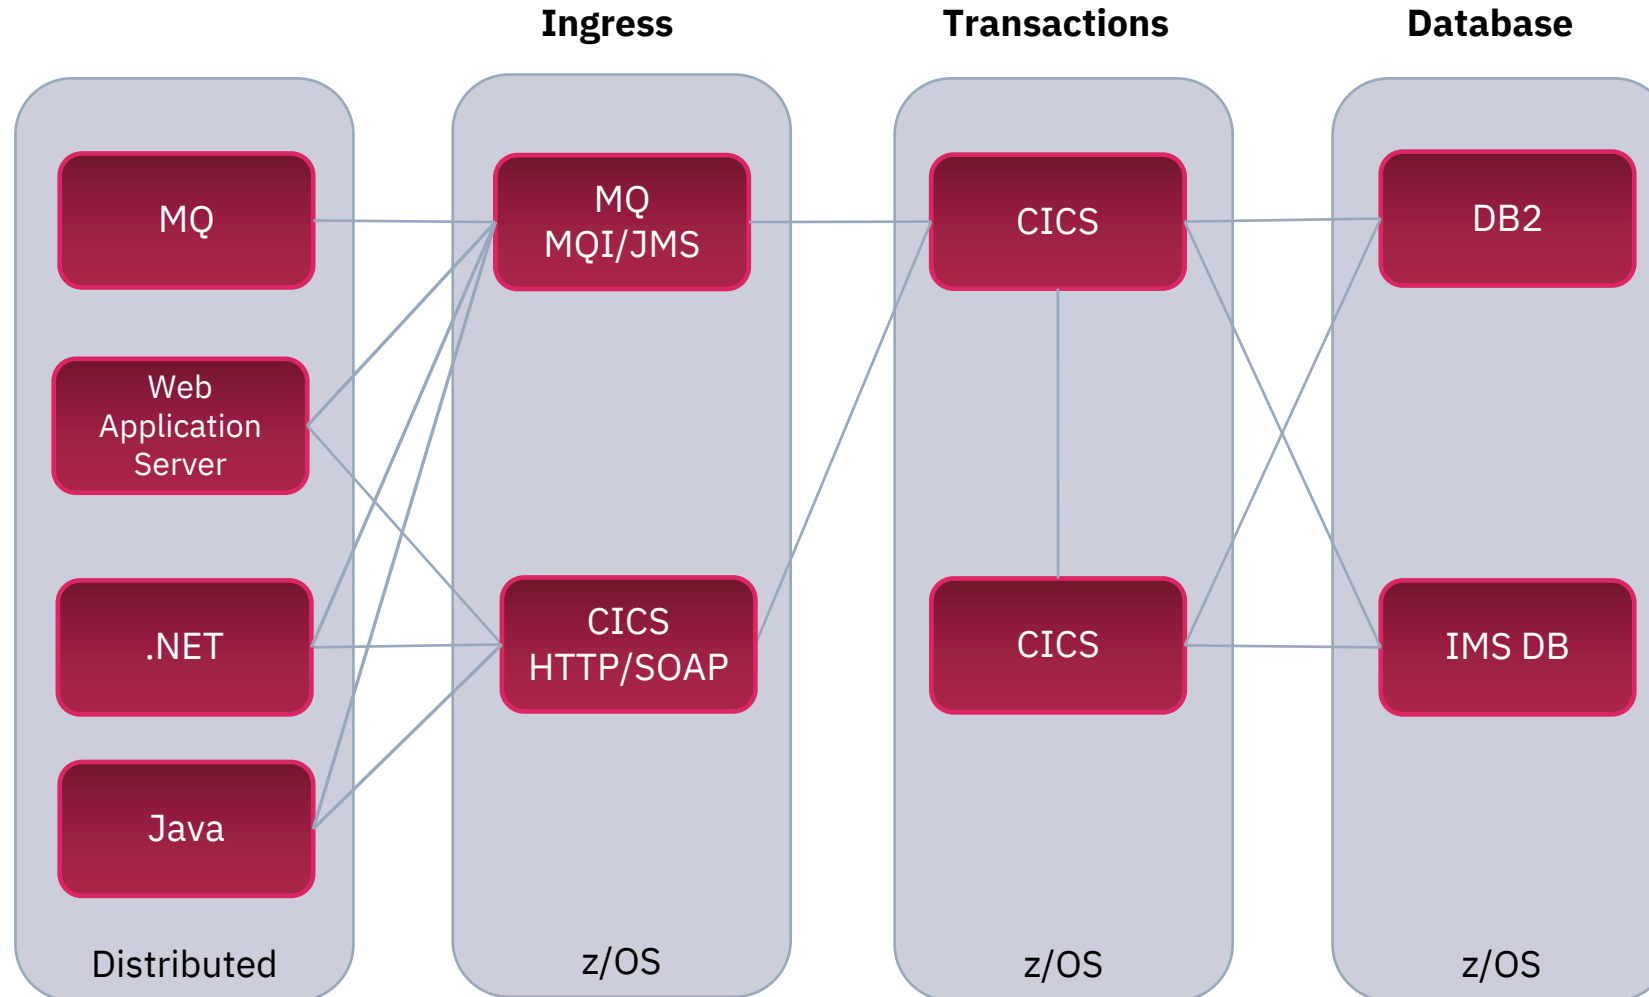 Ingress
Transactions
Database
MQ
Web
Application
Server
.NET
Java
Distributed
MQ
MQI/JMS
CICS
HTTP/SOAP
z/OS
CICS
CICS
z/OS
DB2
IMS DB
z/OS